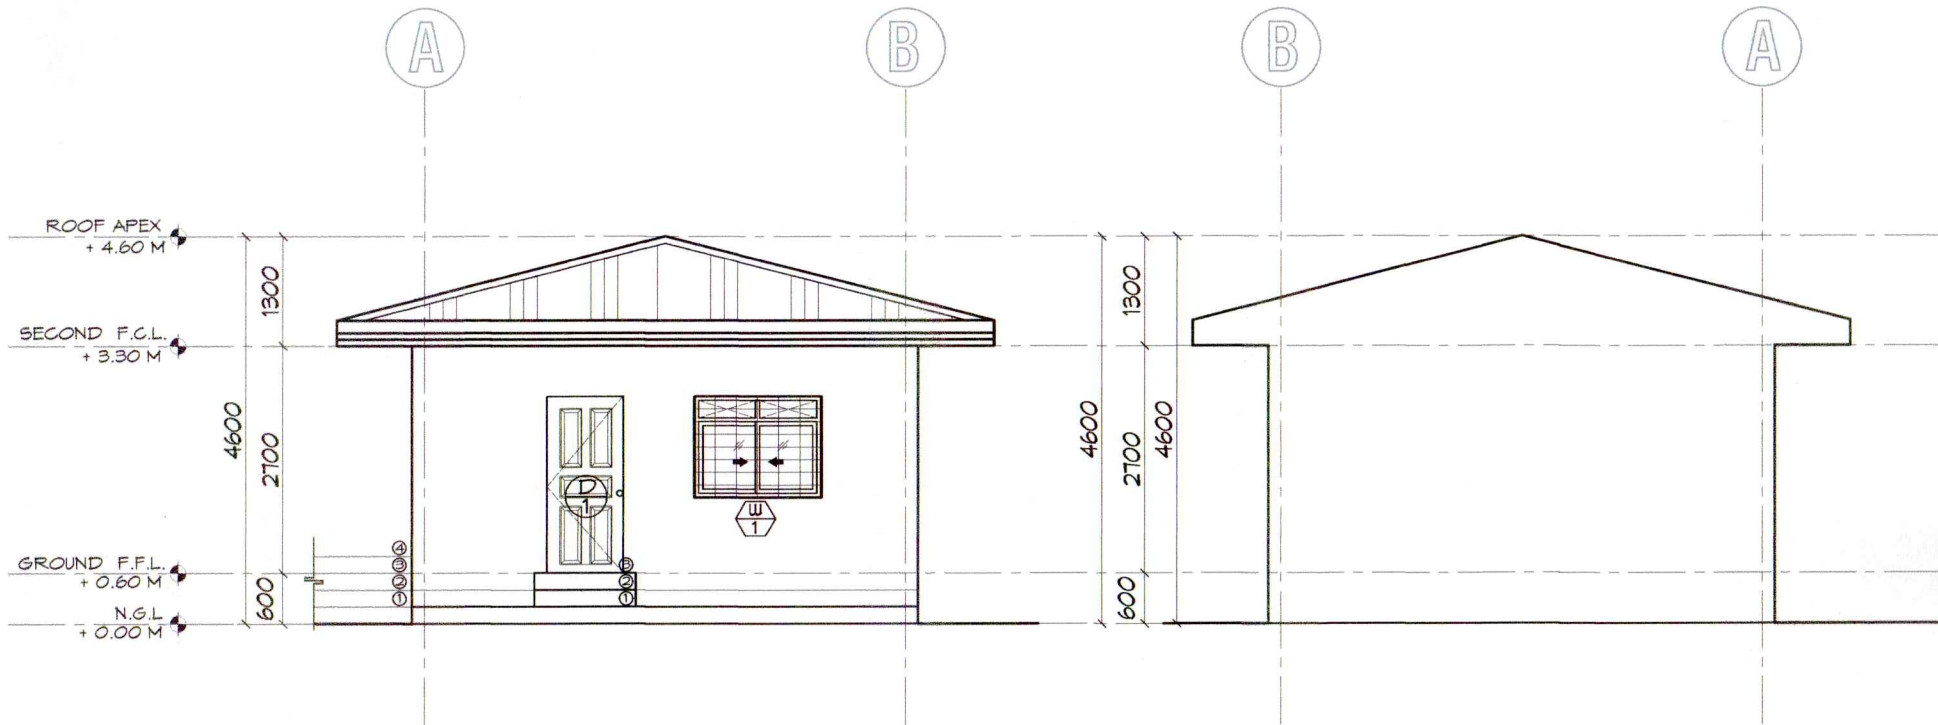 A
B
B
A
ROOF APEX
+ 4.60 M
SECOND F.C.L.
+ 3.30 M
GROUND F.F.L.
+ 0.60 M
N.G.L
+ 0.00 M
4600
1300
2700
600
4
3
2
1
D
1
W
1
3
2
1
4600
1300
2700
600
4600